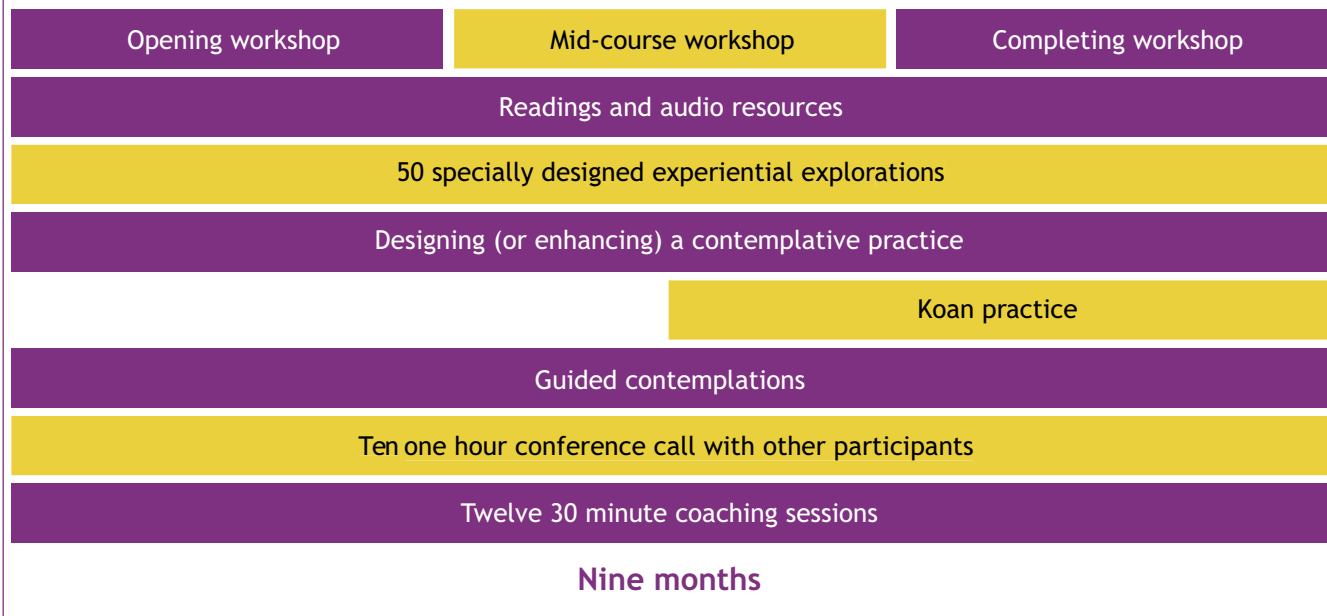 Opening workshop
Mid-course workshop
Completing workshop
Readings and audio resources
50 specially designed experiential explorations
Designing (or enhancing) a contemplative practice
Koan practice
Guided contemplations
Ten one hour conference call with other participants
Twelve 30 minute coaching sessions
Nine months